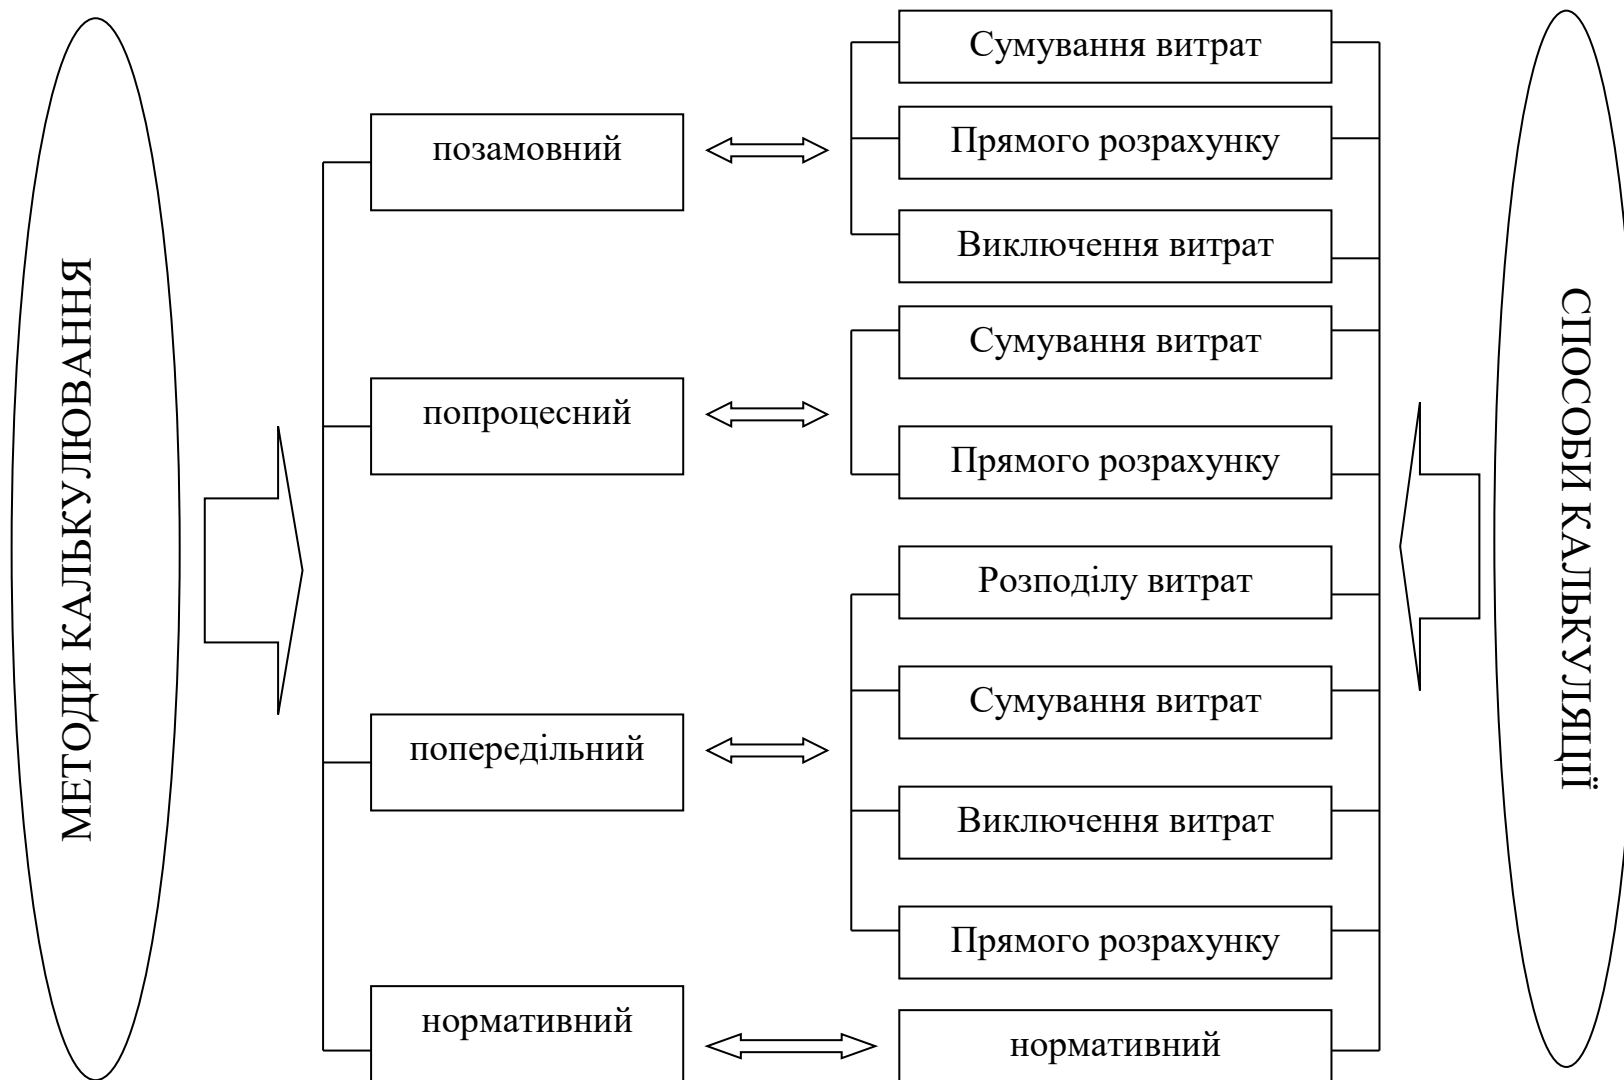 МЕТОДИ КАЛЬКУЛЮВАННЯ
позамовний
попроцесний
попередільний
нормативний
Сумування витрат
Прямого розрахунку
Виключення витрат
Сумування витрат
Прямого розрахунку
Розподілу витрат
Сумування витрат
Виключення витрат
Прямого розрахунку
нормативний
СПОСОБИ КАЛЬКУЛЯЦІЇ